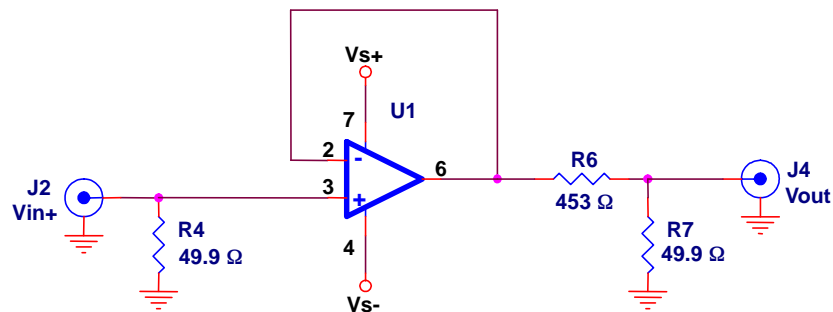 Vs+
U1
7
2
-
6
3
+
4
Vs-
J2
Vin+
R4
49.9 Ω
R6
453 Ω
R7
49.9 Ω
J4
Vout